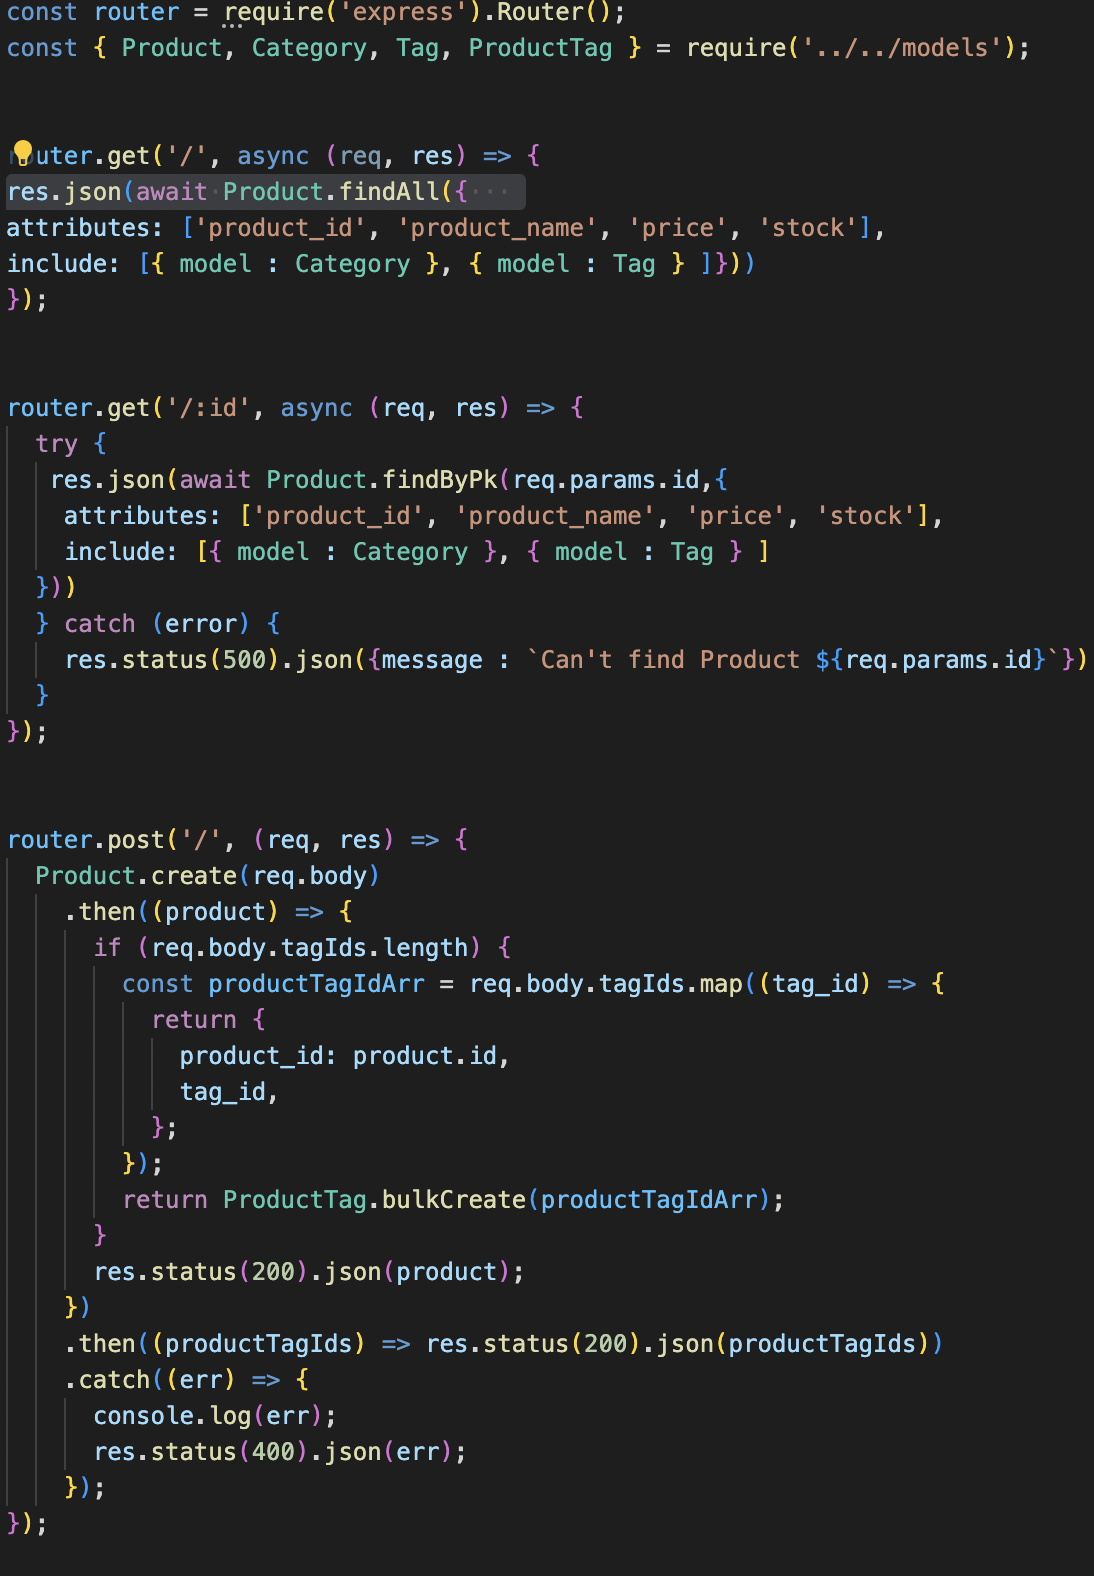 const router = require('express').Router();
const { Product, Category, Tag, ProductTag } = require('../../models');
router.get('/', async (req, res) => {
res.json(await Product.findAll({ ···
attributes: ['product_id', 'product_name', 'price', 'stock'],
include: [{ model : Category }, { model : Tag } ]}))
});
router.get('/:id', async (req, res) => {
try {
res.json(await Product.findByPk(req.params.id,{
attributes: ['product_id', 'product_name', 'price', 'stock'],
include: [{ model : Category }, { model : Tag } ]
}))
} catch (error) {
res.status(500).json({message : `Can't find Product ${req.params.id}`})
}
});
router.post('/', (req, res) => {
Product.create(req.body)
.then((product) => {
if (req.body.tagIds.length) {
const productTagIdArr = req.body.tagIds.map((tag_id) => {
return {
product_id: product.id,
tag_id,
};
});
return ProductTag.bulkCreate(productTagIdArr);
}
res.status(200).json(product);
})
.then((productTagIds) => res.status(200).json(productTagIds))
.catch((err) => {
console.log(err);
res.status(400).json(err);
});
});